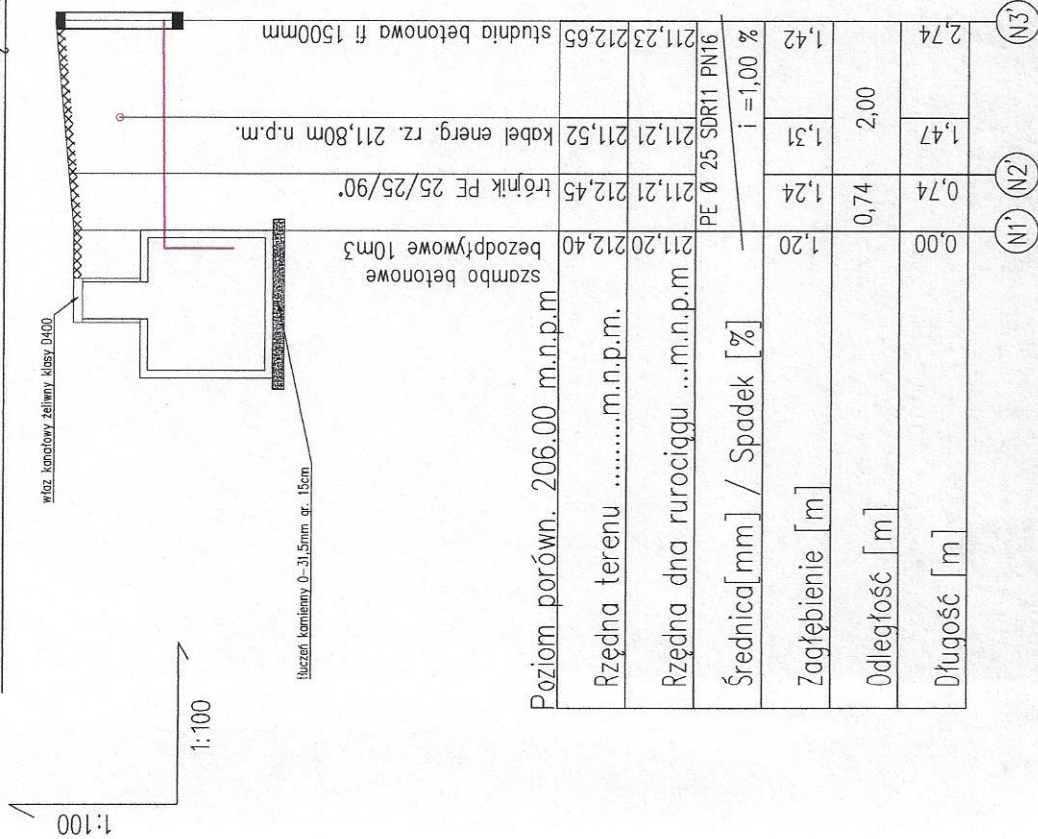 1:100
1:100
właz kanałowy żeliwny klasy D400
tłuczeń kamienny 0-31,5mm gr. 15cm
szambo betonowe
bezodpływowe 10m3
trójnik PE 25/25/90°
kabel energ. rz. 211,80m n.p.m.
studnia betonowa fi 1500mm
Poziom porówn. 206.00 m.n.p.m
Rzędna terenu .........m.n.p.m.
212,40
212,45
211,52
212,65
Rzędna dna rurociągu ...m.n.p.m
211,20
211,21
211,21
211,23
Średnica[mm] / Spadek [%]
PE Ø 25 SDR11 PN16
i =1,00 %
Zagłębienie [m]
1,20
1,24
1,31
1,42
Odległość [m]
0,74
2,00
Długość [m]
0,00
0,74
1,47
2,74
N1'
N2'
N3'